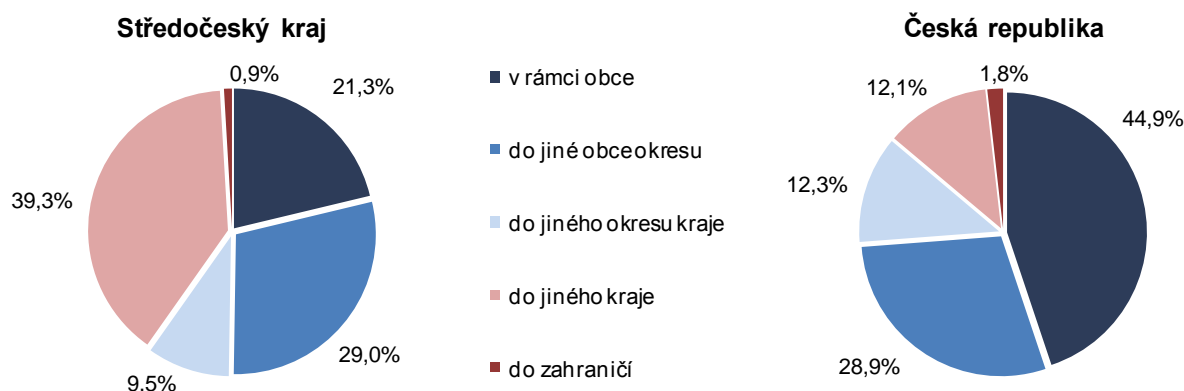 Středočeský kraj
0,9%
21,3%
39,3%
29,0%
9,5%
v rámci obce
do jiné obce okresu
do jiného okresu kraje
do jiného kraje
do zahraničí
Česká republika
1,8%
12,1%
44,9%
12,3%
28,9%